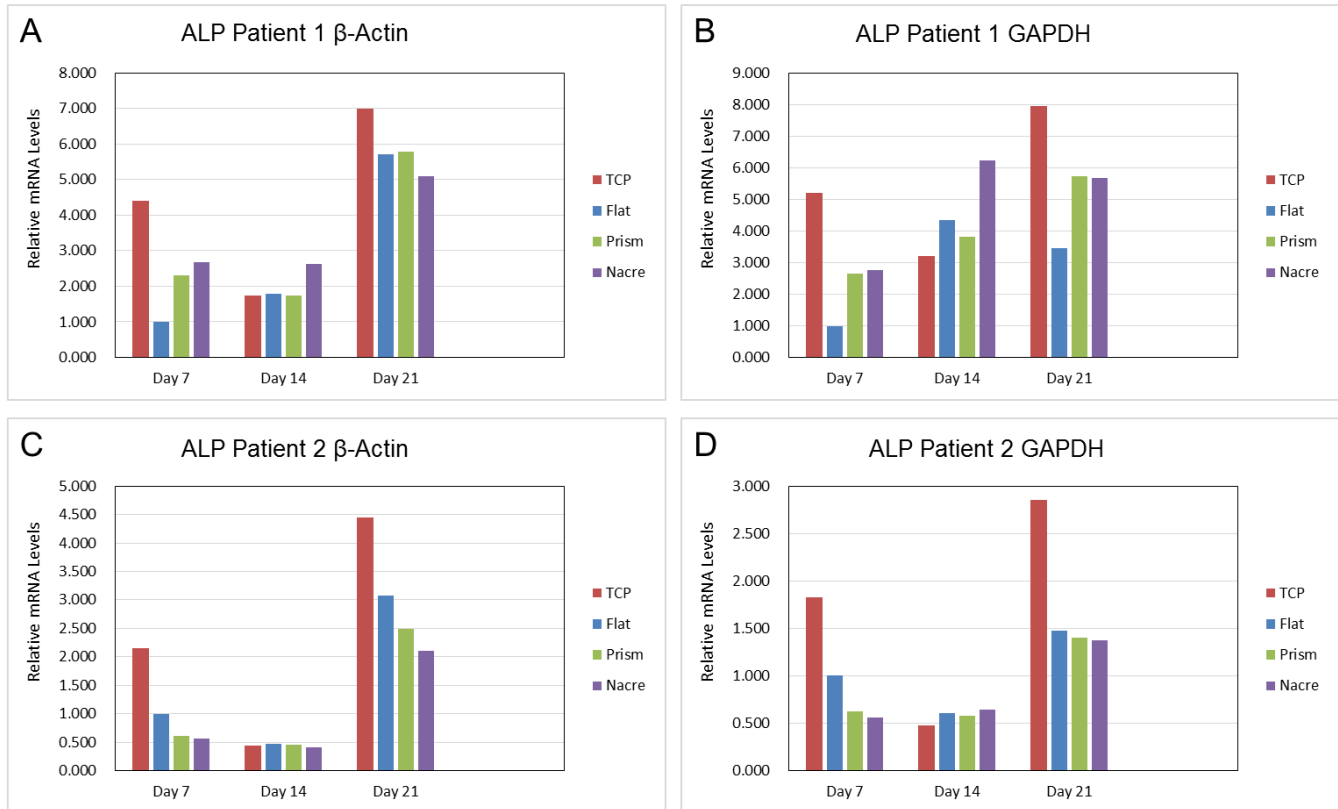 A
ALP Patient 1 β-Actin
Relative mRNA Levels
8.000
7.000
6.000
5.000
4.000
3.000
2.000
1.000
0.000
Day 7
Day 14
Day 21
TCP
Flat
Prism
Nacre
B
ALP Patient 1 GAPDH
Relative mRNA Levels
9.000
8.000
7.000
6.000
5.000
4.000
3.000
2.000
1.000
0.000
Day 7
Day 14
Day 21
TCP
Flat
Prism
Nacre
C
ALP Patient 2 β-Actin
Relative mRNA Levels
5.000
4.500
4.000
3.500
3.000
2.500
2.000
1.500
1.000
0.500
0.000
Day 7
Day 14
Day 21
TCP
Flat
Prism
Nacre
D
ALP Patient 2 GAPDH
Relative mRNA Levels
3.000
2.500
2.000
1.500
1.000
0.500
0.000
Day 7
Day 14
Day 21
TCP
Flat
Prism
Nacre